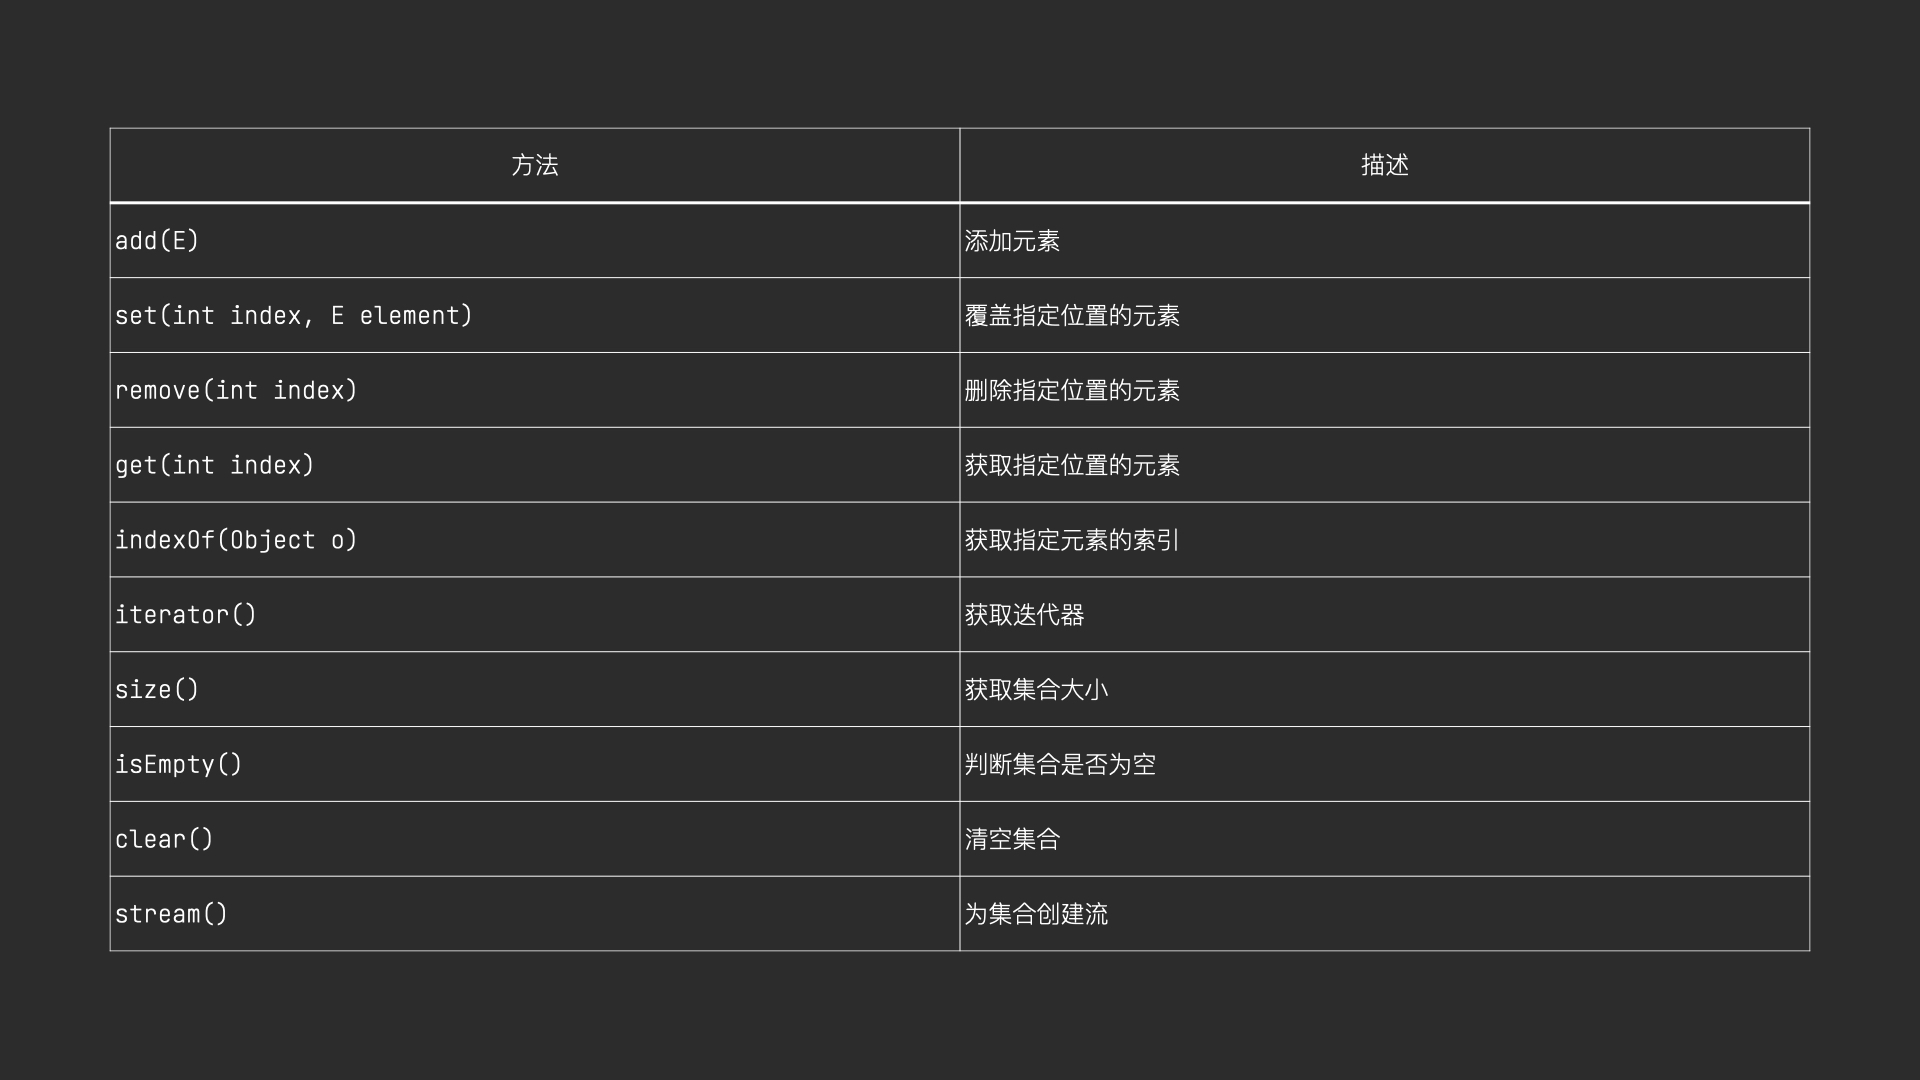 方法 描述
add(E) 添加元素
set(int index, E element) 覆盖指定位置的元素
remove(int index) 删除指定位置的元素
get(int index) 获取指定位置的元素
indexOf(Object o) 获取指定元素的索引
iterator() 获取迭代器
size() 获取集合大小
isEmpty() 判断集合是否为空
clear() 清空集合
stream() 为集合创建流